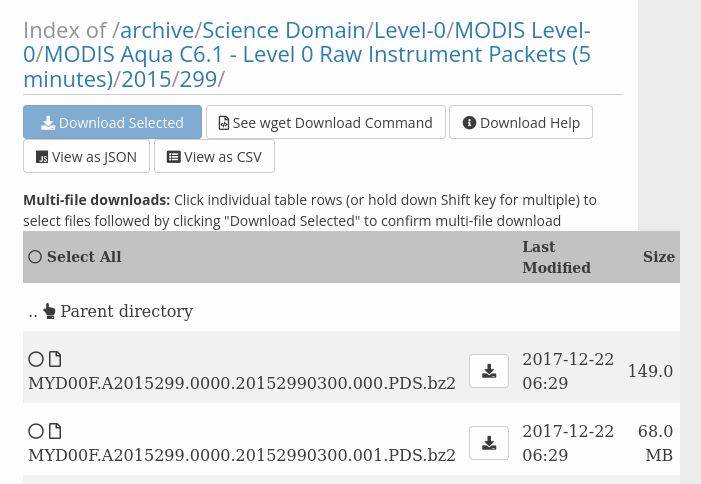 Index of /archive/Science Domain/Level-0/MODIS Level-
0/MODIS Aqua C6.1 - Level 0 Raw Instrument Packets (5
minutes)/2015/299/
Download Selected
See wget Download Command
Download Help
View as JSON
View as CSV
Multi-file downloads: Click individual table rows (or hold down Shift key for multiple) to
select files followed by clicking "Download Selected" to confirm multi-file download
Select All
Last
Modified
Size
.. Parent directory
MYD00F.A2015299.0000.20152990300.000.PDS.bz2
2017-12-22
06:29
149.0
MYD00F.A2015299.0000.20152990300.001.PDS.bz2
2017-12-22
06:29
68.0
MB